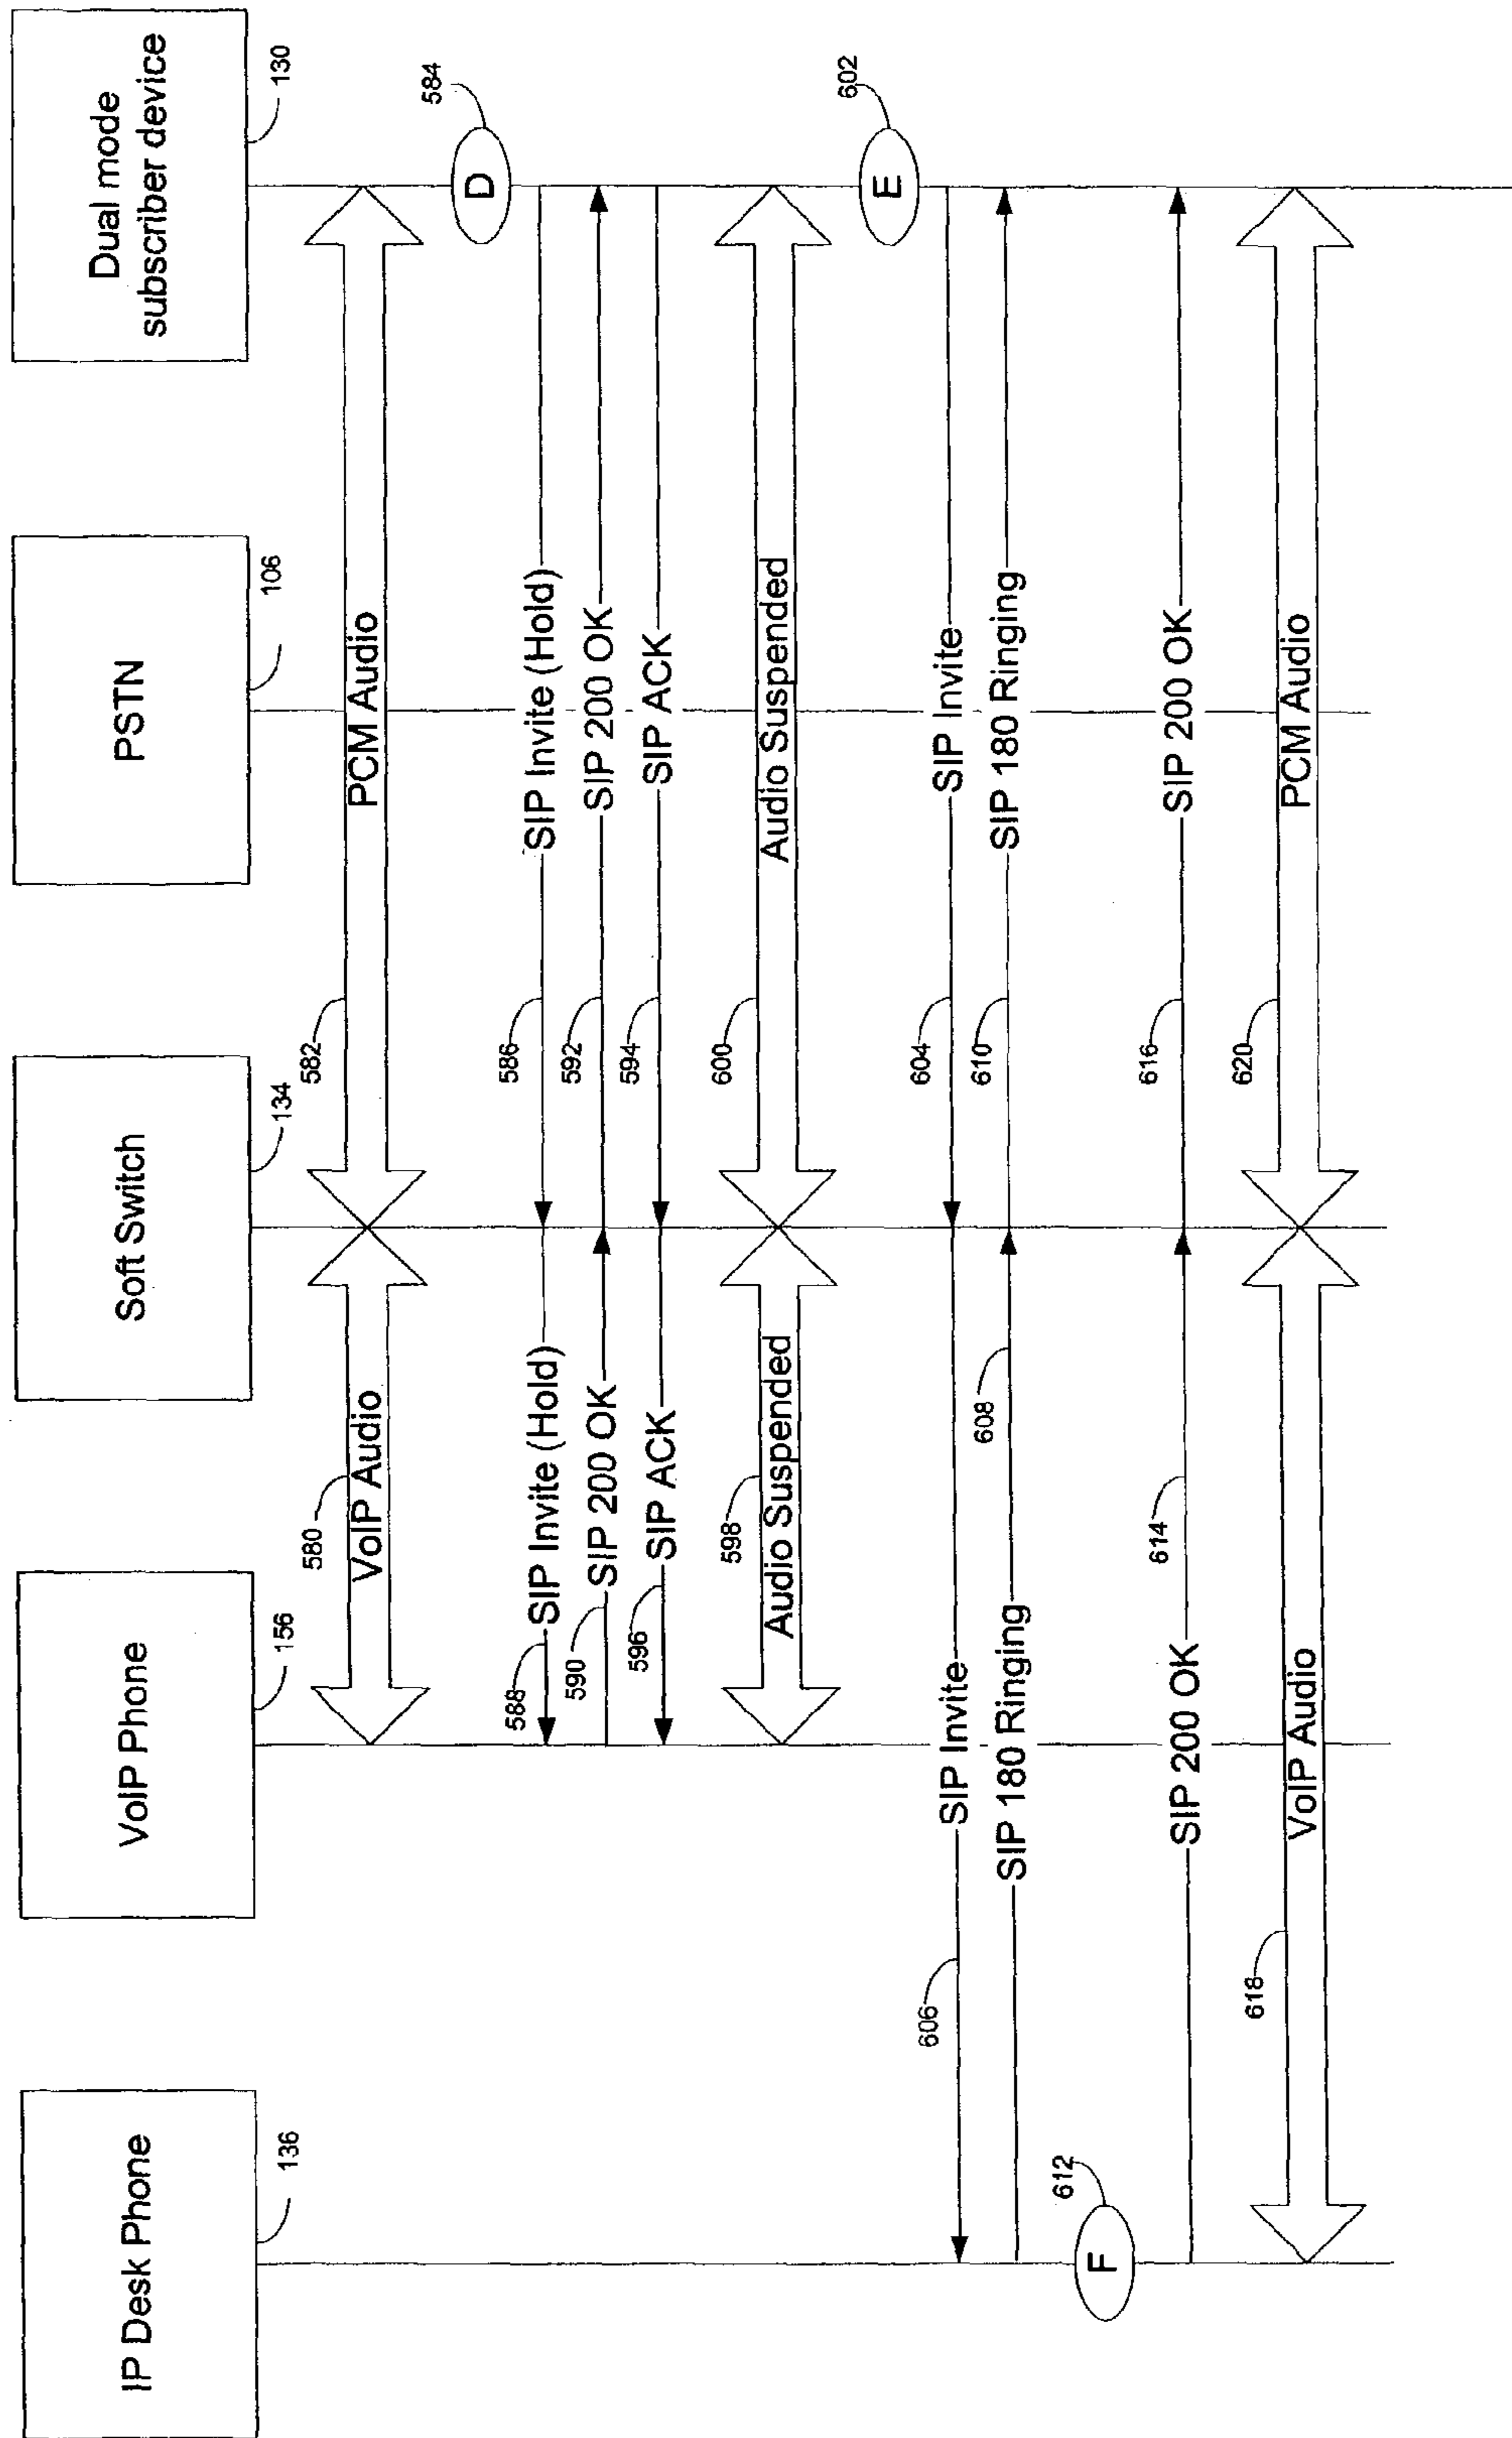 IP Desk Phone
136
VoIP Phone
156
Soft Switch
134
PSTN
106
Dual mode
subscriber device
130
580
VoIP Audio
582
PCM Audio
D
584
588
SIP Invite (Hold)
586
SIP Invite (Hold)
590
SIP 200 OK
592
SIP 200 OK
596
SIP ACK
594
SIP ACK
598
Audio Suspended
600
Audio Suspended
E
602
606
SIP Invite
604
SIP Invite
SIP 180 Ringing
608
610
SIP 180 Ringing
F
612
SIP 200 OK
614
616
SIP 200 OK
618
VoIP Audio
620
PCM Audio